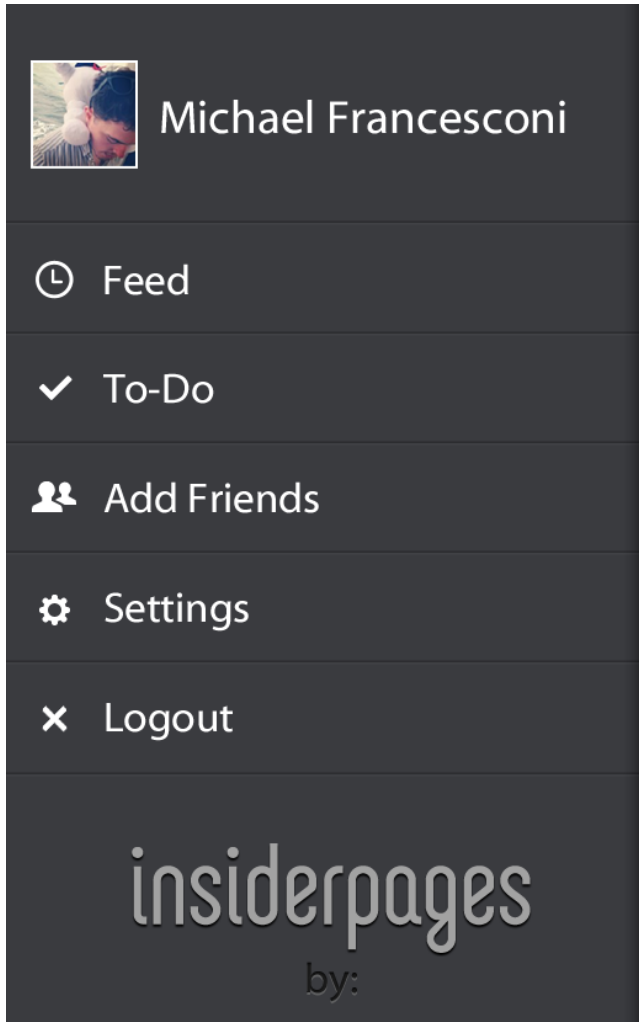 Michael Francesconi
Feed
To-Do
Add Friends
Settings
Logout
insiderpages
by: